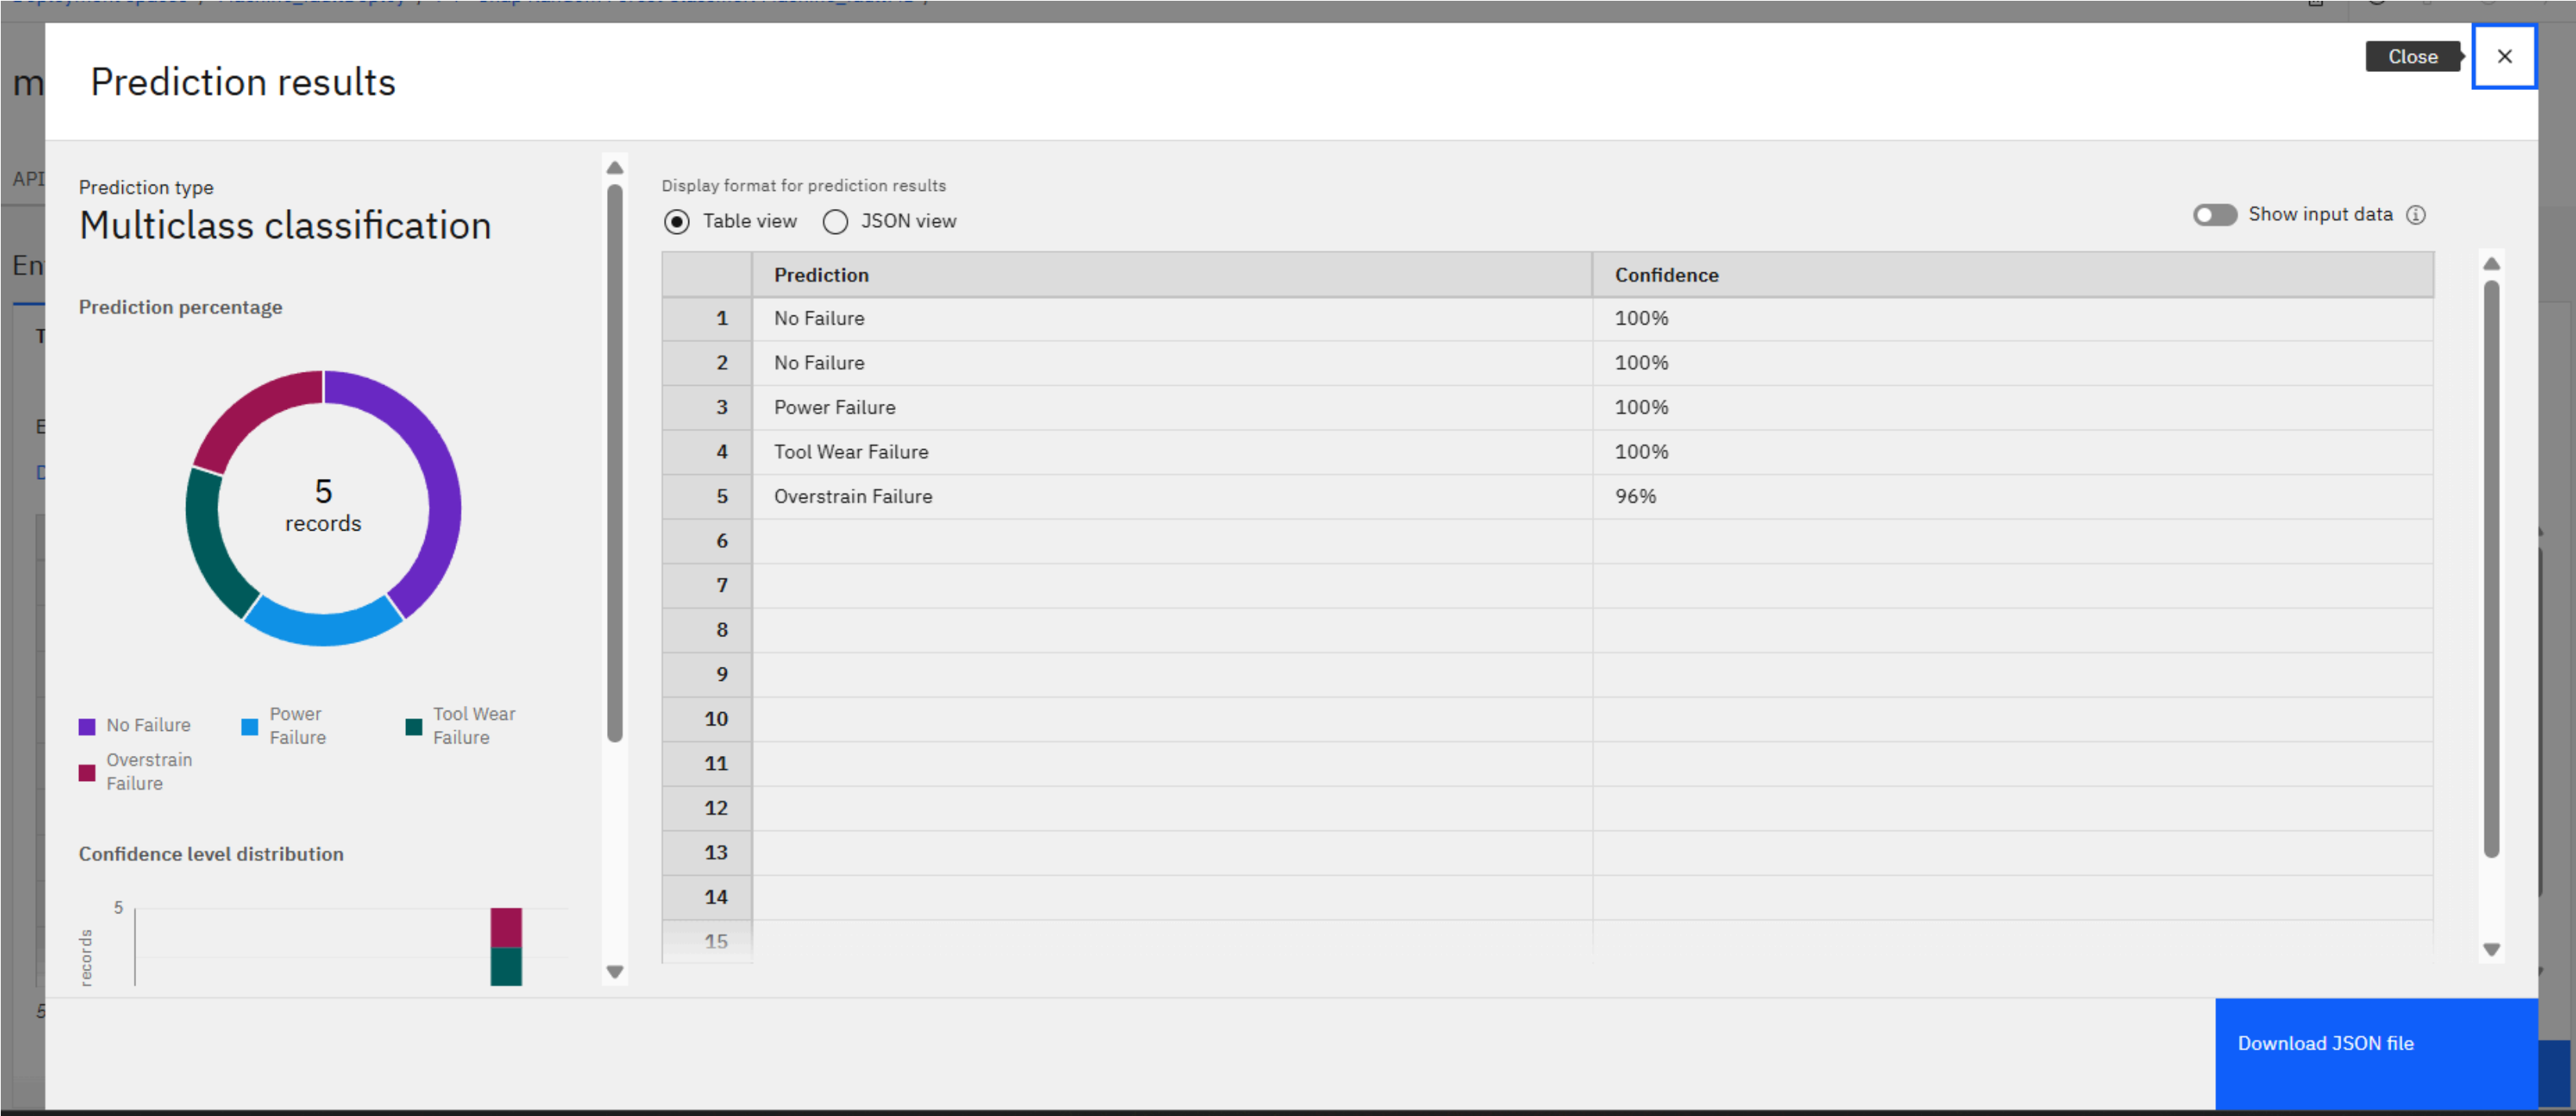 Prediction results
Close
Prediction type
Multiclass classification
Prediction percentage
5
records
No Failure
Power
Failure
Tool Wear
Failure
Overstrain
Failure
Confidence level distribution
5
records
Display format for prediction results
Table view
JSON view
Show input data
Prediction Confidence
1 No Failure 100%
2 No Failure 100%
3 Power Failure 100%
4 Tool Wear Failure 100%
5 Overstrain Failure 96%
6
7
8
9
10
11
12
13
14
15
Download JSON file
API